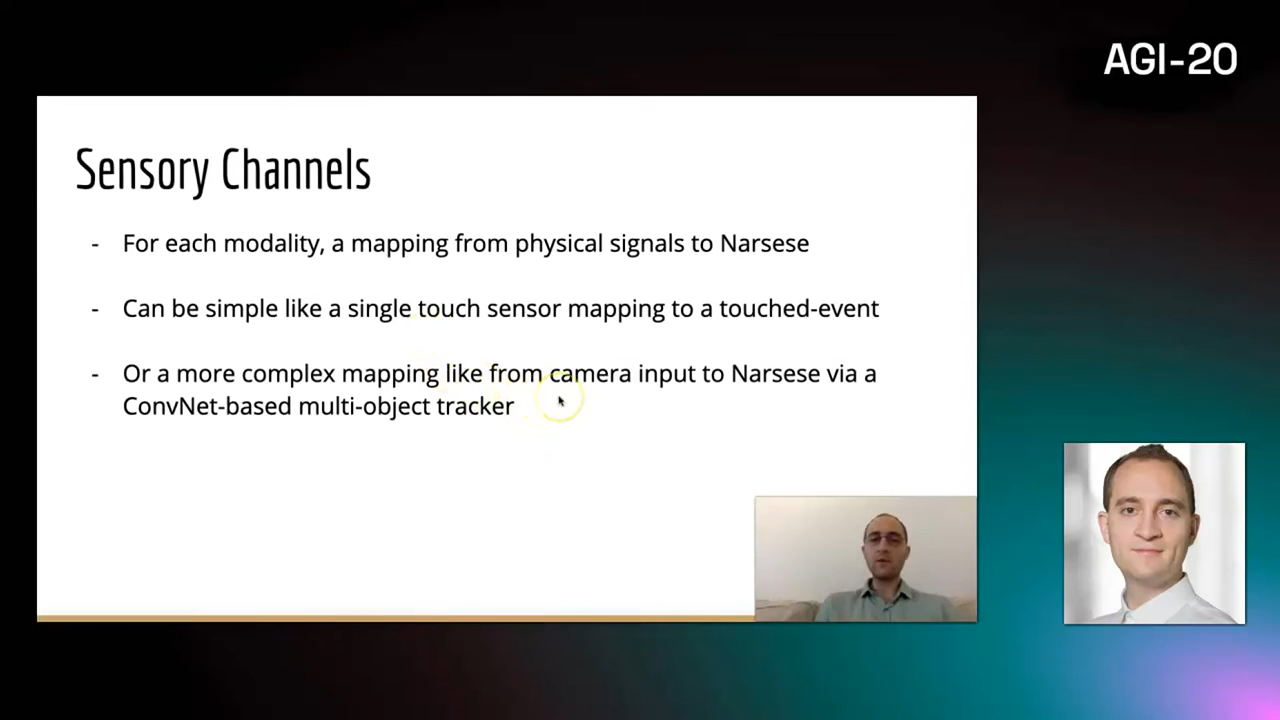 AGI-20
Sensory Channels
- For each modality, a mapping from physical signals to Narsese
- Can be simple like a single touch sensor mapping to a touched-event
- Or a more complex mapping like from camera input to Narsese via a
ConvNet-based multi-object tracker